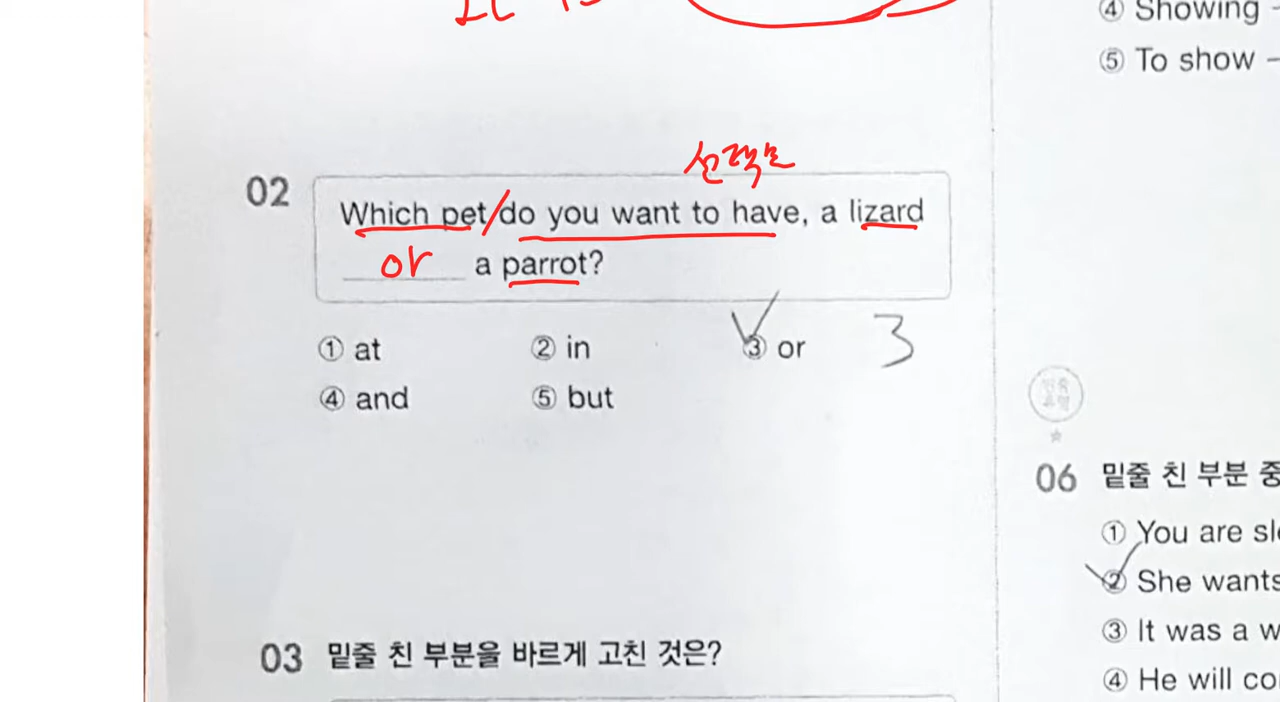 ④ Showing -
⑤ To show -
선택도
02
Which pet/do you want to have, a lizard
or a parrot?
① at ② in ③ or 3
④ and ⑤ but
03 밑줄 친 부분을 바르게 고친 것은?
06 밑줄 친 부분 중
① You are sl
② She wants
③ It was a w
④ He will co